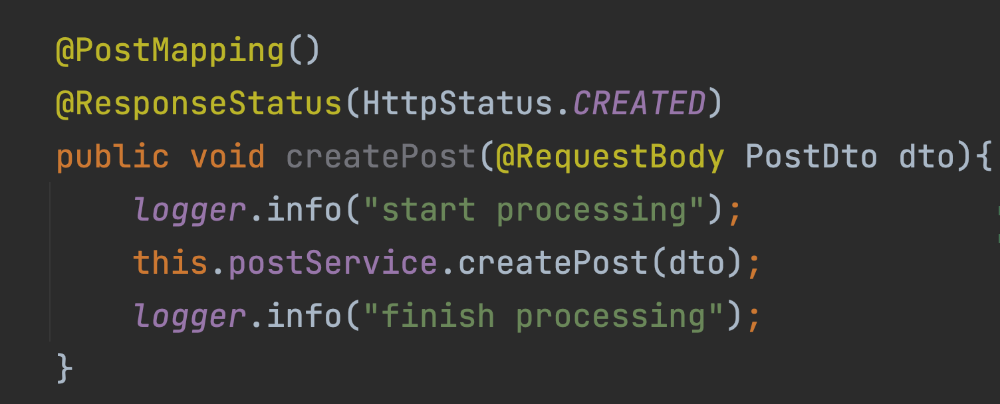 @PostMapping()
@ResponseStatus(HttpStatus.CREATED)
public void createPost(@RequestBody PostDto dto){
logger.info("start processing");
this.postService.createPost(dto);
logger.info("finish processing");
}